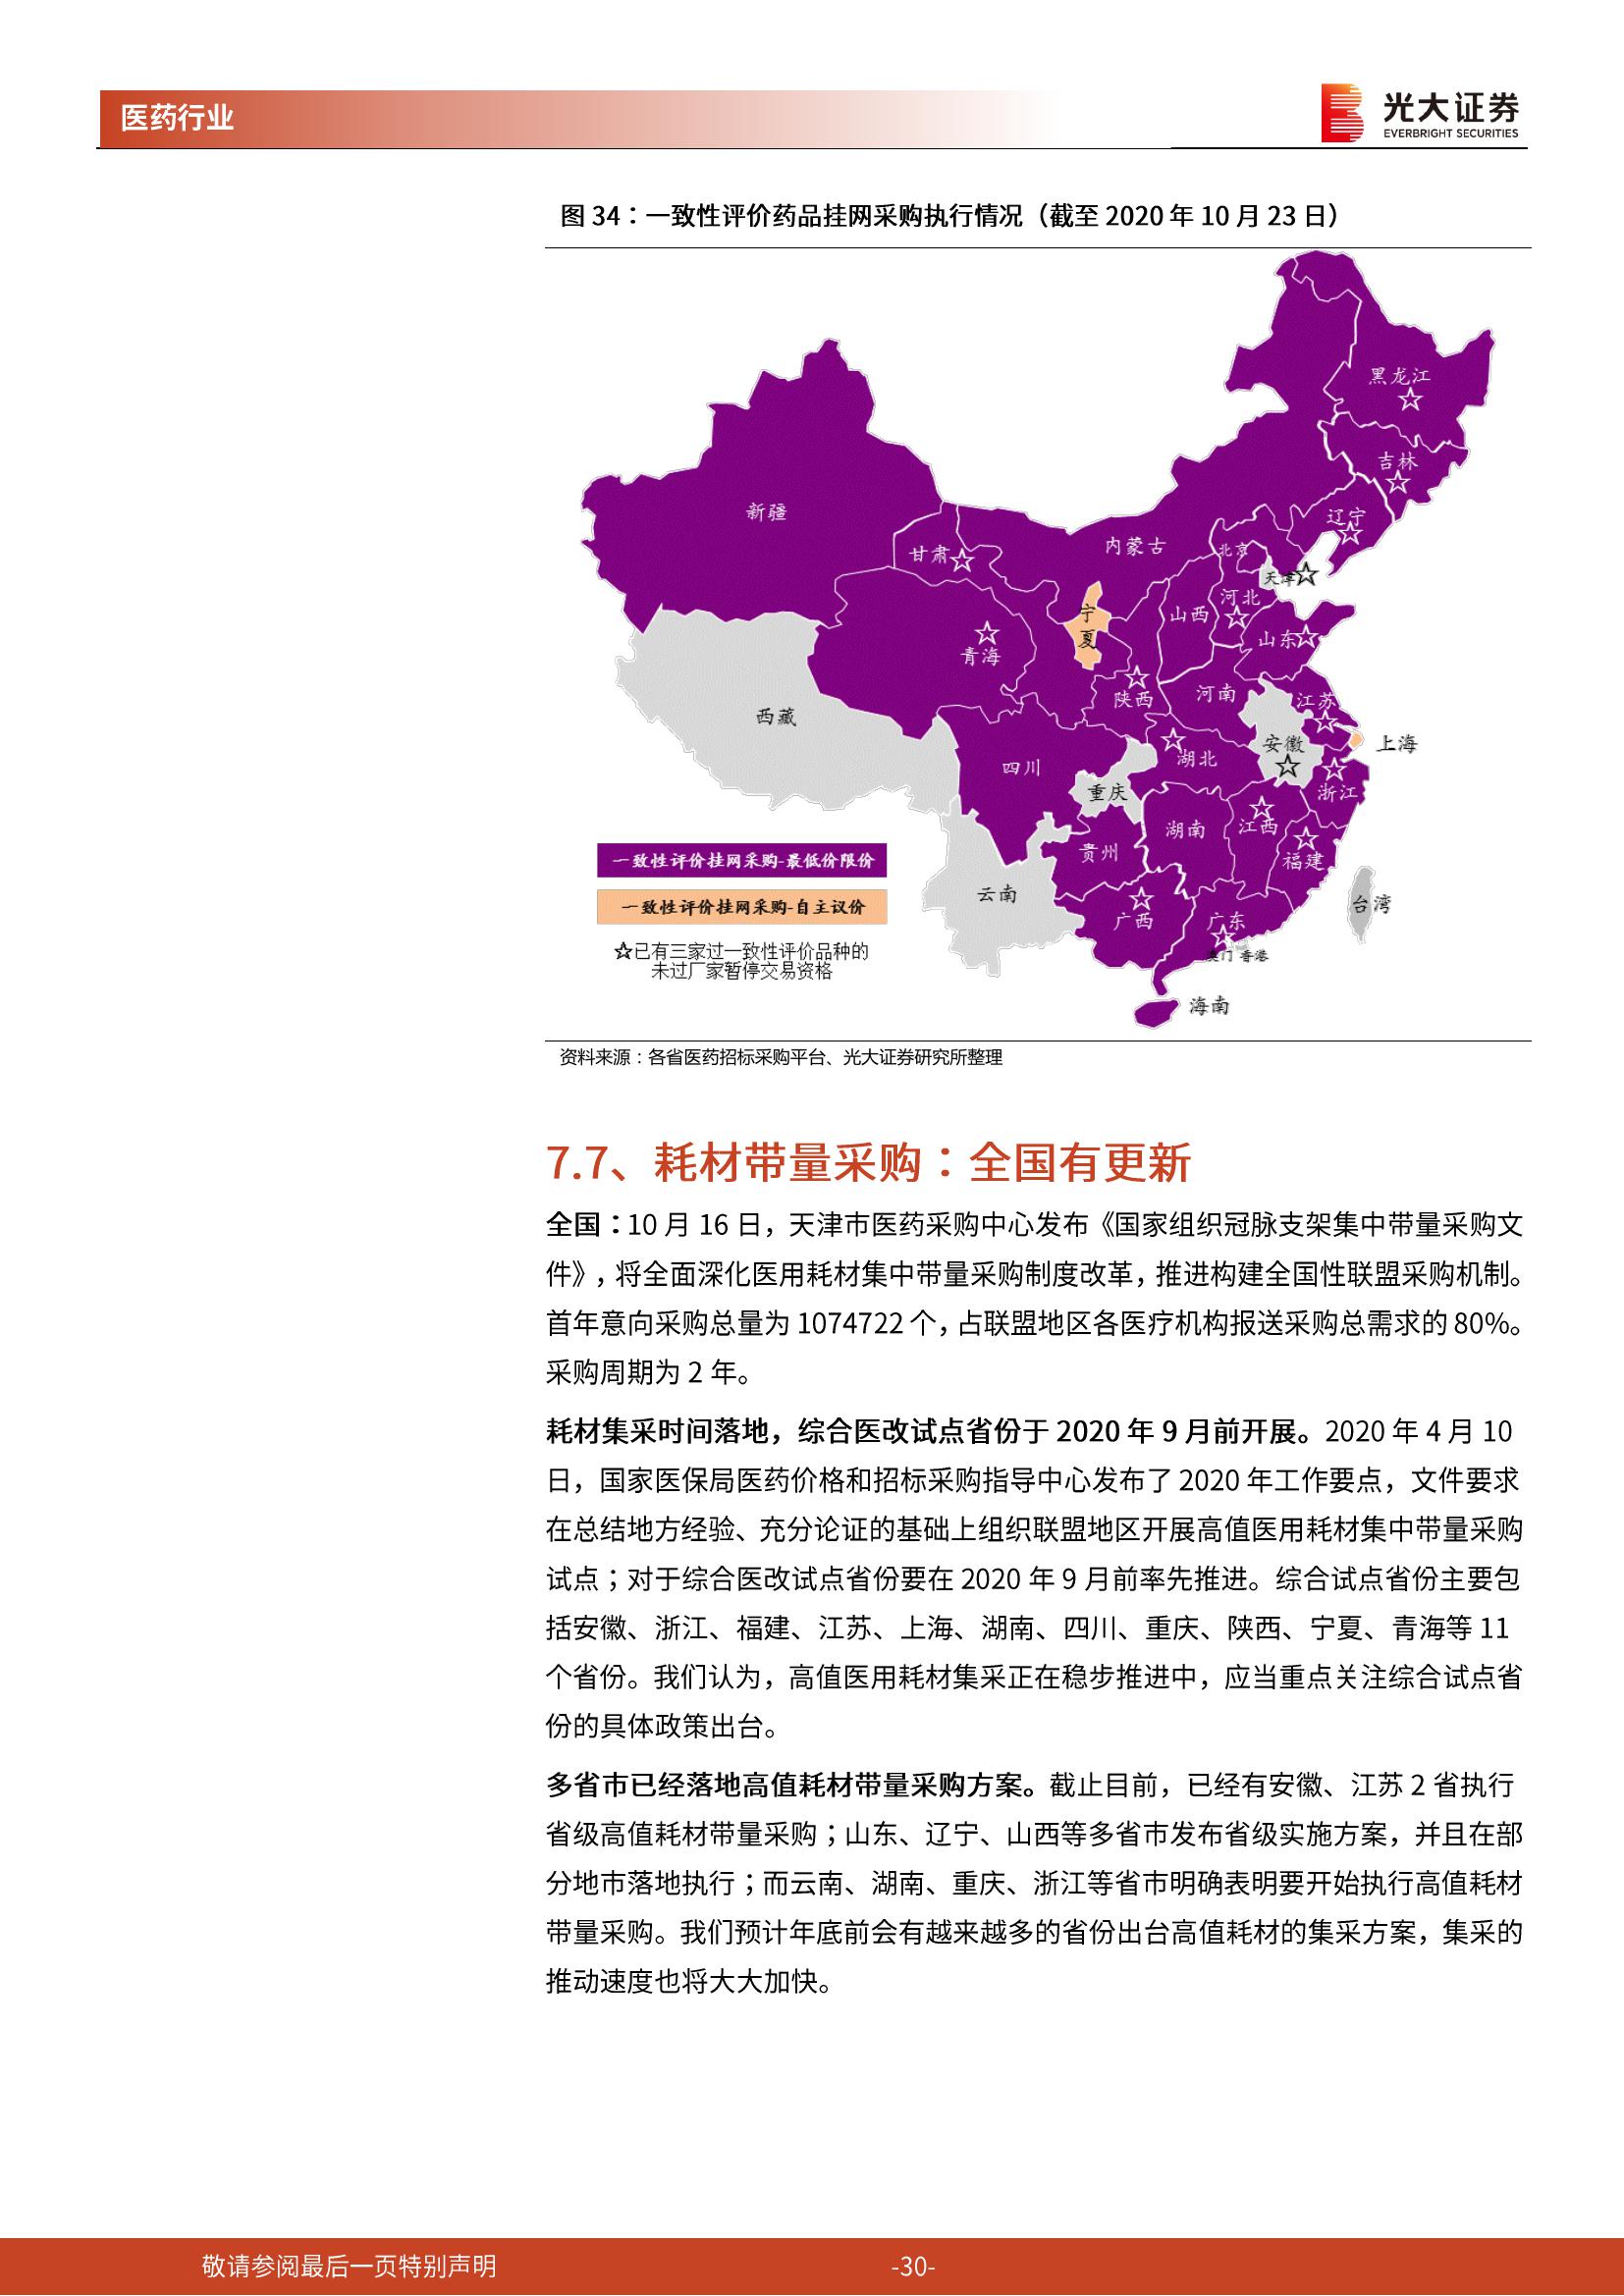 医药行业
光大证券
EVERBRIGHT SECURITIES
图 34：一致性评价药品挂网采购执行情况（截至 2020 年 10 月 23 日）
黑龙江
吉林
辽宁
新疆
甘肃
内蒙古
北京
天津
河北
山西
宁夏
山东
青海
陕西
河南
江苏
西藏
安徽
上海
四川
湖北
重庆
浙江
湖南
江西
贵州
福建
云南
广西
广东
台湾
澳门 香港
海南
一致性评价挂网采购-最低价限价
一致性评价挂网采购-自主议价
☆已有三家过一致性评价品种的
未过厂家暂停交易资格
资料来源：各省医药招标采购平台、光大证券研究所整理
7.7、耗材带量采购：全国有更新
全国：10 月 16 日，天津市医药采购中心发布《国家组织冠脉支架集中带量采购文
件》，将全面深化医用耗材集中带量采购制度改革，推进构建全国性联盟采购机制。
首年意向采购总量为 1074722 个，占联盟地区各医疗机构报送采购总需求的 80%。
采购周期为 2 年。
耗材集采时间落地，综合医改试点省份于 2020 年 9 月前开展。2020 年 4 月 10
日，国家医保局医药价格和招标采购指导中心发布了 2020 年工作要点，文件要求
在总结地方经验、充分论证的基础上组织联盟地区开展高值医用耗材集中带量采购
试点；对于综合医改试点省份要在 2020 年 9 月前率先推进。综合试点省份主要包
括安徽、浙江、福建、江苏、上海、湖南、四川、重庆、陕西、宁夏、青海等 11
个省份。我们认为，高值医用耗材集采正在稳步推进中，应当重点关注综合试点省
份的具体政策出台。
多省市已经落地高值耗材带量采购方案。截止目前，已经有安徽、江苏 2 省执行
省级高值耗材带量采购；山东、辽宁、山西等多省市发布省级实施方案，并且在部
分地市落地执行；而云南、湖南、重庆、浙江等省市明确表明要开始执行高值耗材
带量采购。我们预计年底前会有越来越多的省份出台高值耗材的集采方案，集采的
推动速度也将大大加快。
敬请参阅最后一页特别声明
-30-